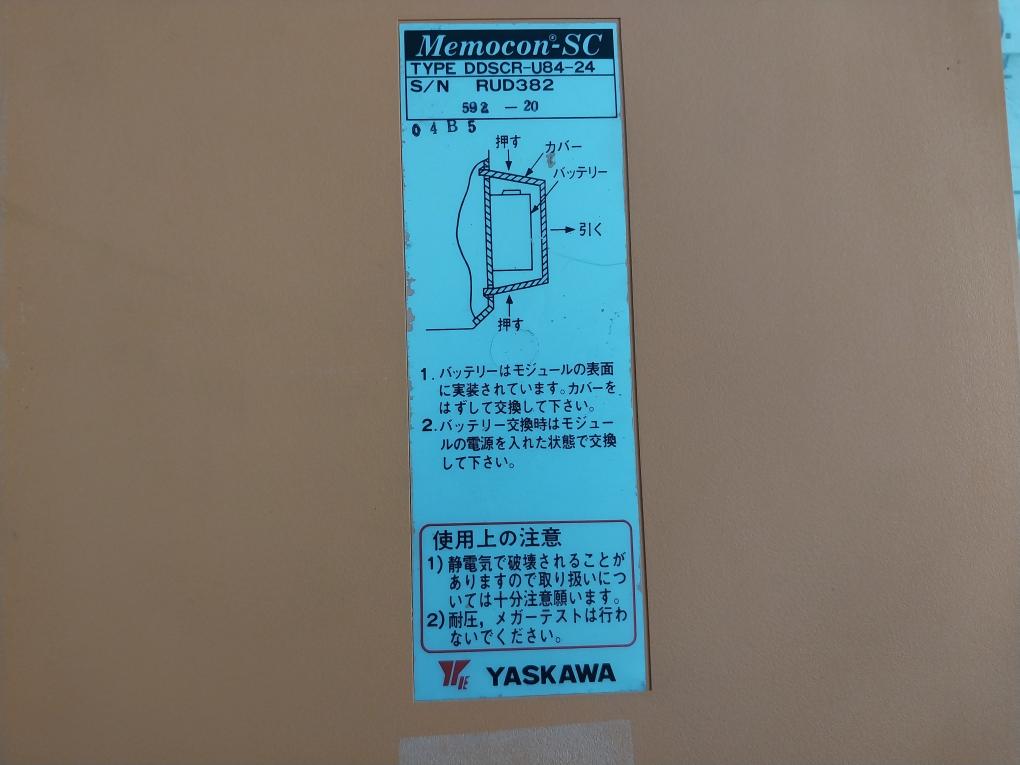 Memocon®-SC
TYPE DDSCR-U84-24
S/N RUD382
592 - 20
04B5
押す
カバー
バッテリー
引く
押す
1. バッテリーはモジュールの表面
に実装されています。カバーを
はずして交換して下さい。
2. バッテリー交換時はモジュー
ルの電源を入れた状態で交換
して下さい。
使用上の注意
1) 静電気で破壊されることが
ありますので取り扱いにつ
いては十分注意願います。
2) 耐圧，メガーテストは行わ
ないでください。
YASKAWA